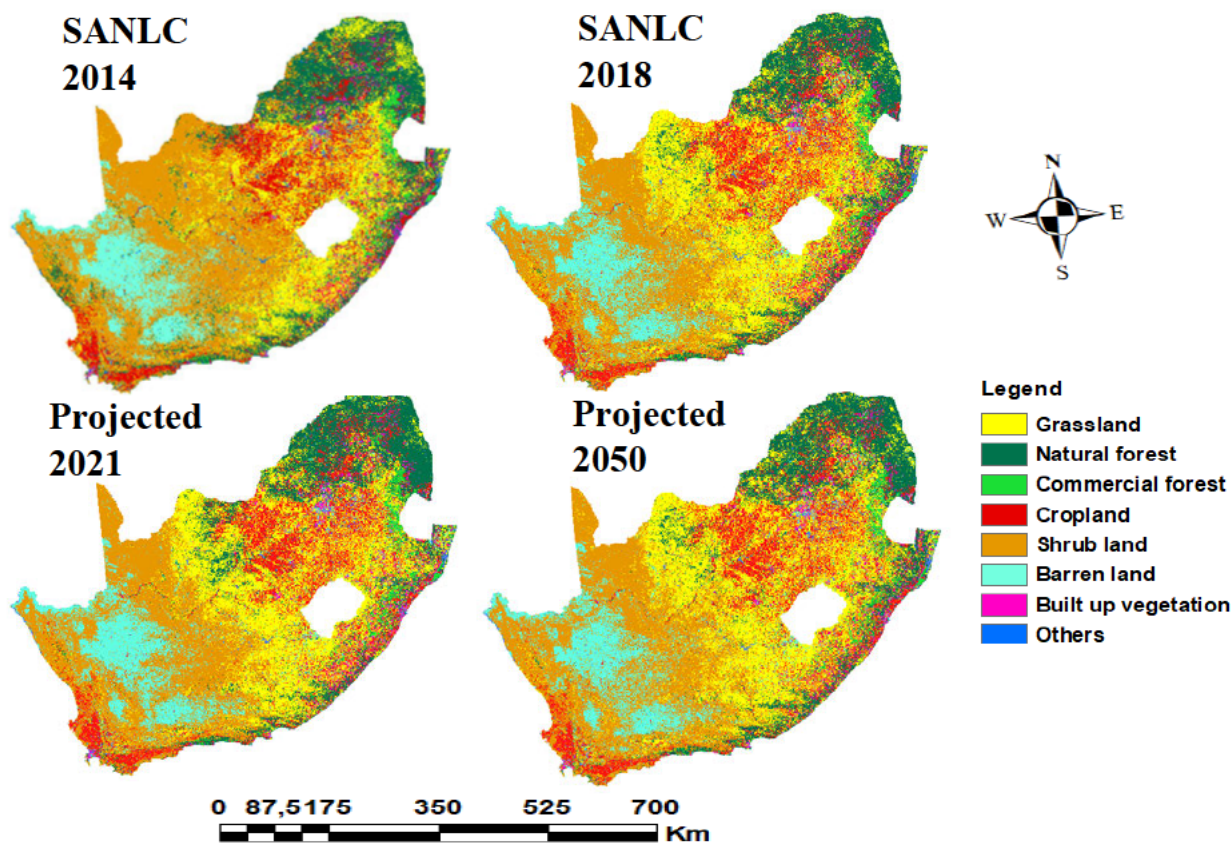 SANLC
2014
SANLC
2018
N
W
E
S
Projected
2021
Projected
2050
Legend
Grassland
Natural forest
Commercial forest
Cropland
Shrub land
Barren land
Built up vegetation
Others
0 87,5175 350 525 700
Km